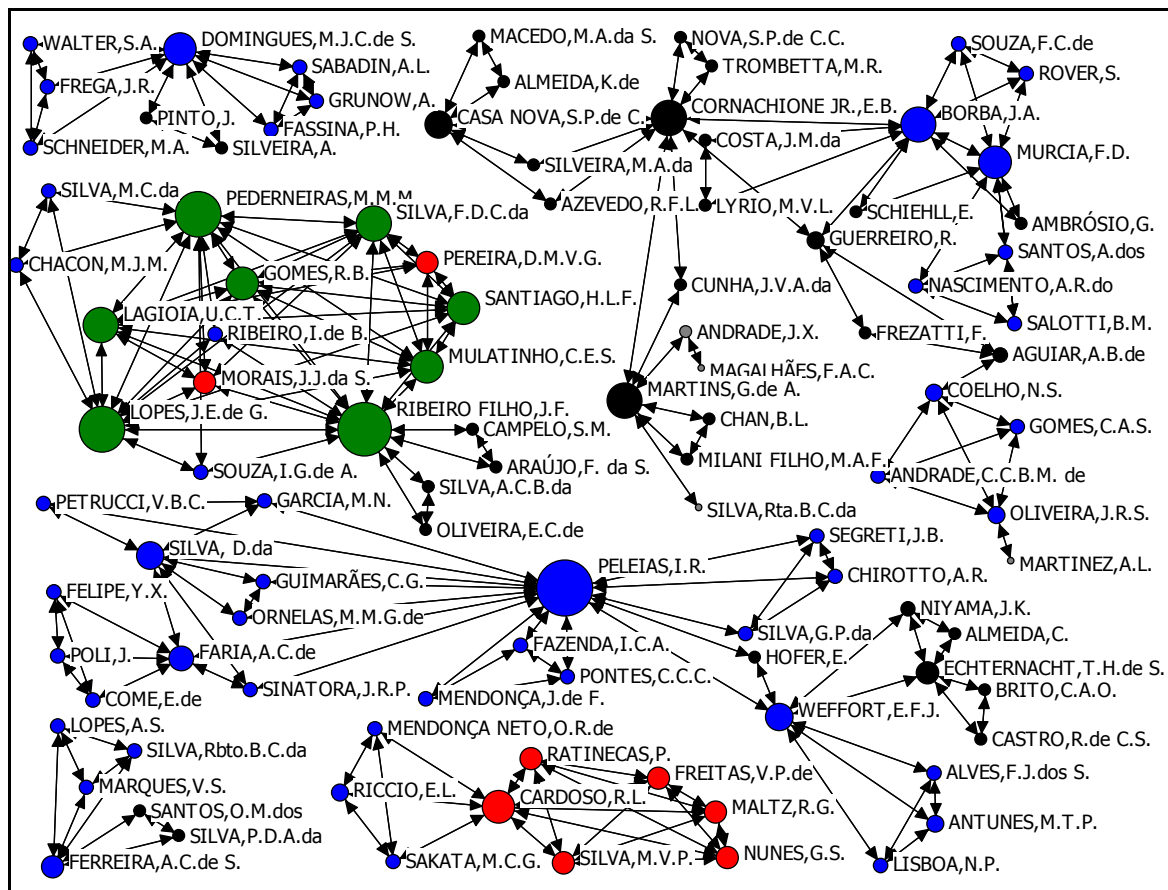 WALTER,S.A.
DOMINGUES,M.J.C.de S.
FREGA,J.R.
SABADIN,A.L.
GRUNOW,A.
PINTO,J.
FASSINA,P.H.
SCHNEIDER,M.A.
SILVEIRA,A.
MACEDO,M.A.da S.
ALMEIDA,K.de
CASA NOVA,S.P.de C.
NOVA,S.P.de C.C.
TROMBETTA,M.R.
CORNACHIONE JR.,E.B.
COSTA,J.M.da
SILVEIRA,M.A.da
AZEVEDO,R.F.L.
LYRIO,M.V.L.
SOUZA,F.C.de
ROVER,S.
BORBA,J.A.
MURCIA,F.D.
SCHIEHLL,E.
AMBRÓSIO,G.
GUERREIRO,R.
SANTOS,A.dos
NASCIMENTO,A.R.do
SALOTTI,B.M.
FREZATTI,F.
AGUIAR,A.B.de
SILVA,M.C.da
PEDERNEIRAS,M.M.M.
SILVA,F.D.C.da
CHACON,M.J.M.
GOMES,R.B.
PEREIRA,D.M.V.G.
SANTIAGO,H.L.F.
LAGIOIA,U.C.T.
RIBEIRO,I.de B.
MULATINHO,C.E.S.
MORAIS,J.J.da S.
LOPES,J.E.de G.
RIBEIRO FILHO,J.F.
CAMPELO,S.M.
ARAÚJO,F. da S.
SOUZA,I.G.de A.
SILVA,A.C.B.da
OLIVEIRA,E.C.de
CUNHA,J.V.A.da
ANDRADE,J.X.
MAGALHÃES,F.A.C.
MARTINS,G.de A.
CHAN,B.L.
MILANI FILHO,M.A.F.
SILVA,Rta.B.C.da
COELHO,N.S.
GOMES,C.A.S.
ANDRADE,C.C.B.M. de
OLIVEIRA,J.R.S.
MARTINEZ,A.L.
PETRUCCI,V.B.C.
GARCIA,M.N.
SILVA, D.da
GUIMARÃES,C.G.
PELEIAS,I.R.
SEGRETI,J.B.
CHIROTTO,A.R.
FELIPE,Y.X.
ORNELAS,M.M.G.de
SILVA,G.P.da
POLI,J.
FARIA,A.C.de
FAZENDA,I.C.A.
HOFER,E.
COME,E.de
SINATORA,J.R.P.
PONTES,C.C.C.
MENDONÇA,J.de F.
NIYAMA,J.K.
ALMEIDA,C.
ECHTERNACHT,T.H.de S.
BRITO,C.A.O.
WEFFORT,E.F.J.
CASTRO,R.de C.S.
LOPES,A.S.
SILVA,Rbto.B.C.da
MARQUES,V.S.
SANTOS,O.M.dos
SILVA,P.D.A.da
FERREIRA,A.C.de S.
MENDONÇA NETO,O.R.de
RATINECAS,P.
FREITAS,V.P.de
RICCIO,E.L.
CARDOSO,R.L.
MALTZ,R.G.
SAKATA,M.C.G.
SILVA,M.V.P.
NUNES,G.S.
ALVES,F.J.dos S.
ANTUNES,M.T.P.
LISBOA,N.P.